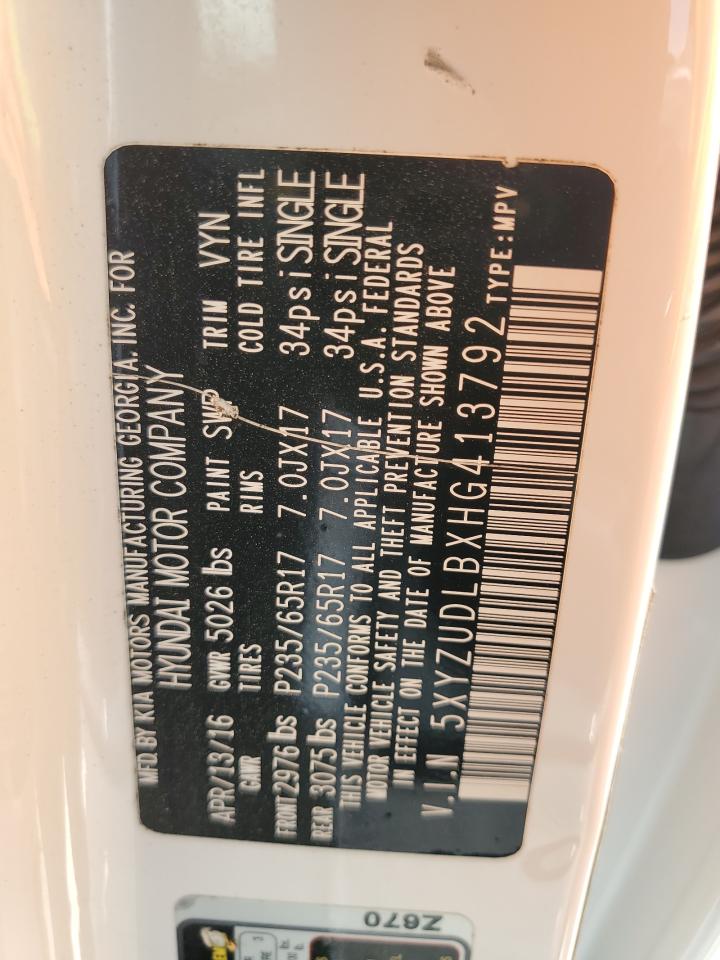 MFD BY KIA MOTORS MANUFACTURING GEORGIA. INC. FOR
HYUNDAI MOTOR COMPANY
APR/13/16 GWR 5026 lbs PAINT SWP TRIM VYN
GAWR TIRES RIMS COLD TIRE INFL
FRONT 2976 lbs P235/65R17 7.0JX17 34psi SINGLE
REAR 3075 lbs P235/65R17 7.0JX17 34psi SINGLE
THIS VEHICLE CONFORMS TO ALL APPLICABLE U.S.A. FEDERAL
MOTOR VEHICLE SAFETY AND THEFT PREVENTION STANDARDS
IN EFFECT ON THE DATE OF MANUFACTURE SHOWN ABOVE
V.I.N 5XYZUDLBXHG413792 TYPE:MPV
Z670